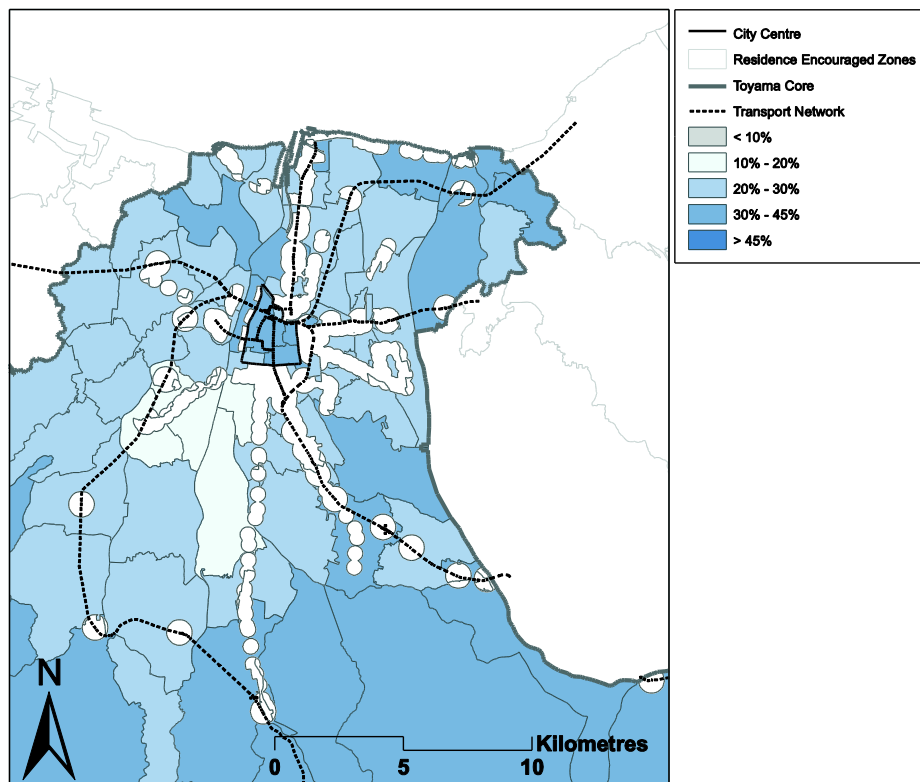 City Centre
Residence Encouraged Zones
Toyama Core
Transport Network
< 10%
10% - 20%
20% - 30%
30% - 45%
> 45%
N
Kilometres
0 5 10